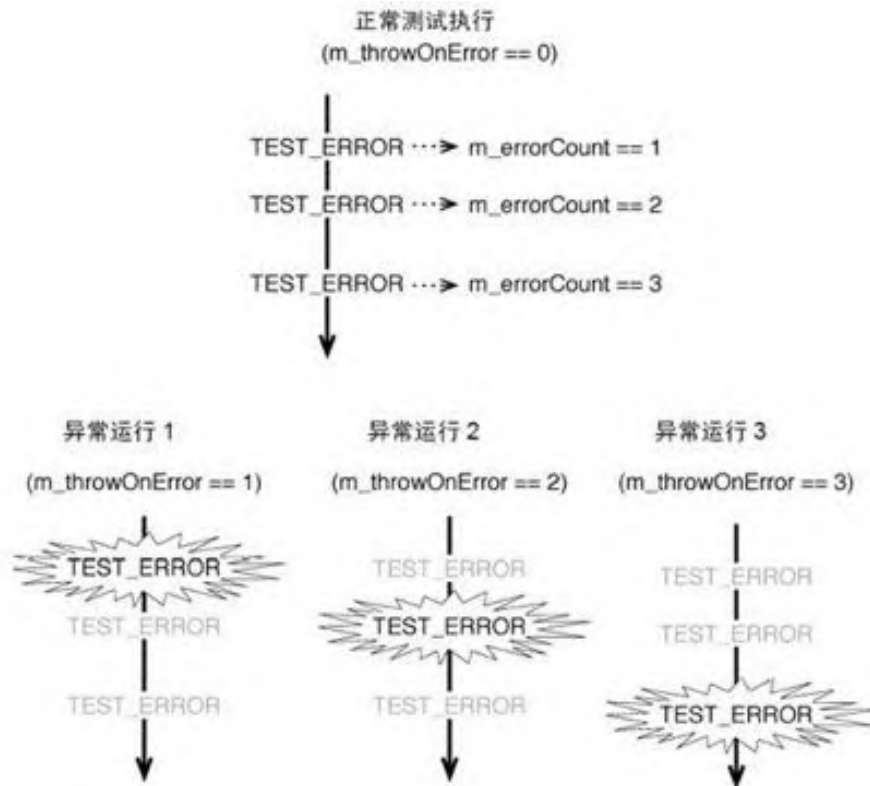 正常测试执行
(m_throwOnError == 0)
TEST_ERROR ···➤ m_errorCount == 1
TEST_ERROR ···➤ m_errorCount == 2
TEST_ERROR ···➤ m_errorCount == 3
异常运行 1
异常运行 2
异常运行 3
(m_throwOnError == 1)
(m_throwOnError == 2)
(m_throwOnError == 3)
TEST_ERROR
TEST_ERROR
TEST_ERROR
TEST_ERROR
TEST_ERROR
TEST_ERROR
TEST_ERROR
TEST_ERROR
TEST_ERROR